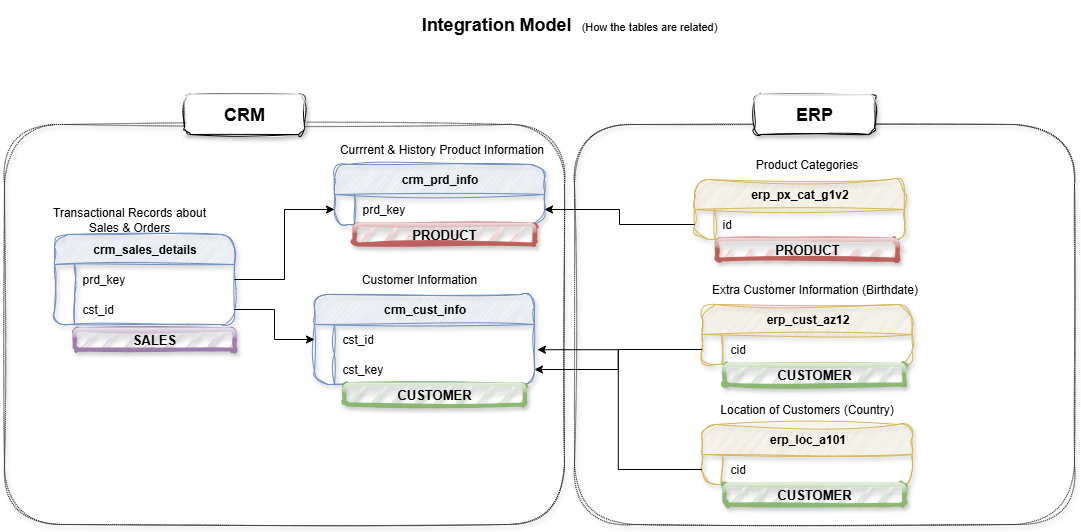 Integration Model (How the tables are related)
CRM
Currrent & History Product Information
crm_prd_info
prd_key
PRODUCT
Transactional Records about
Sales & Orders
crm_sales_details
prd_key
cst_id
SALES
Customer Information
crm_cust_info
cst_id
cst_key
CUSTOMER
ERP
Product Categories
erp_px_cat_g1v2
id
PRODUCT
Extra Customer Information (Birthdate)
erp_cust_az12
cid
CUSTOMER
Location of Customers (Country)
erp_loc_a101
cid
CUSTOMER